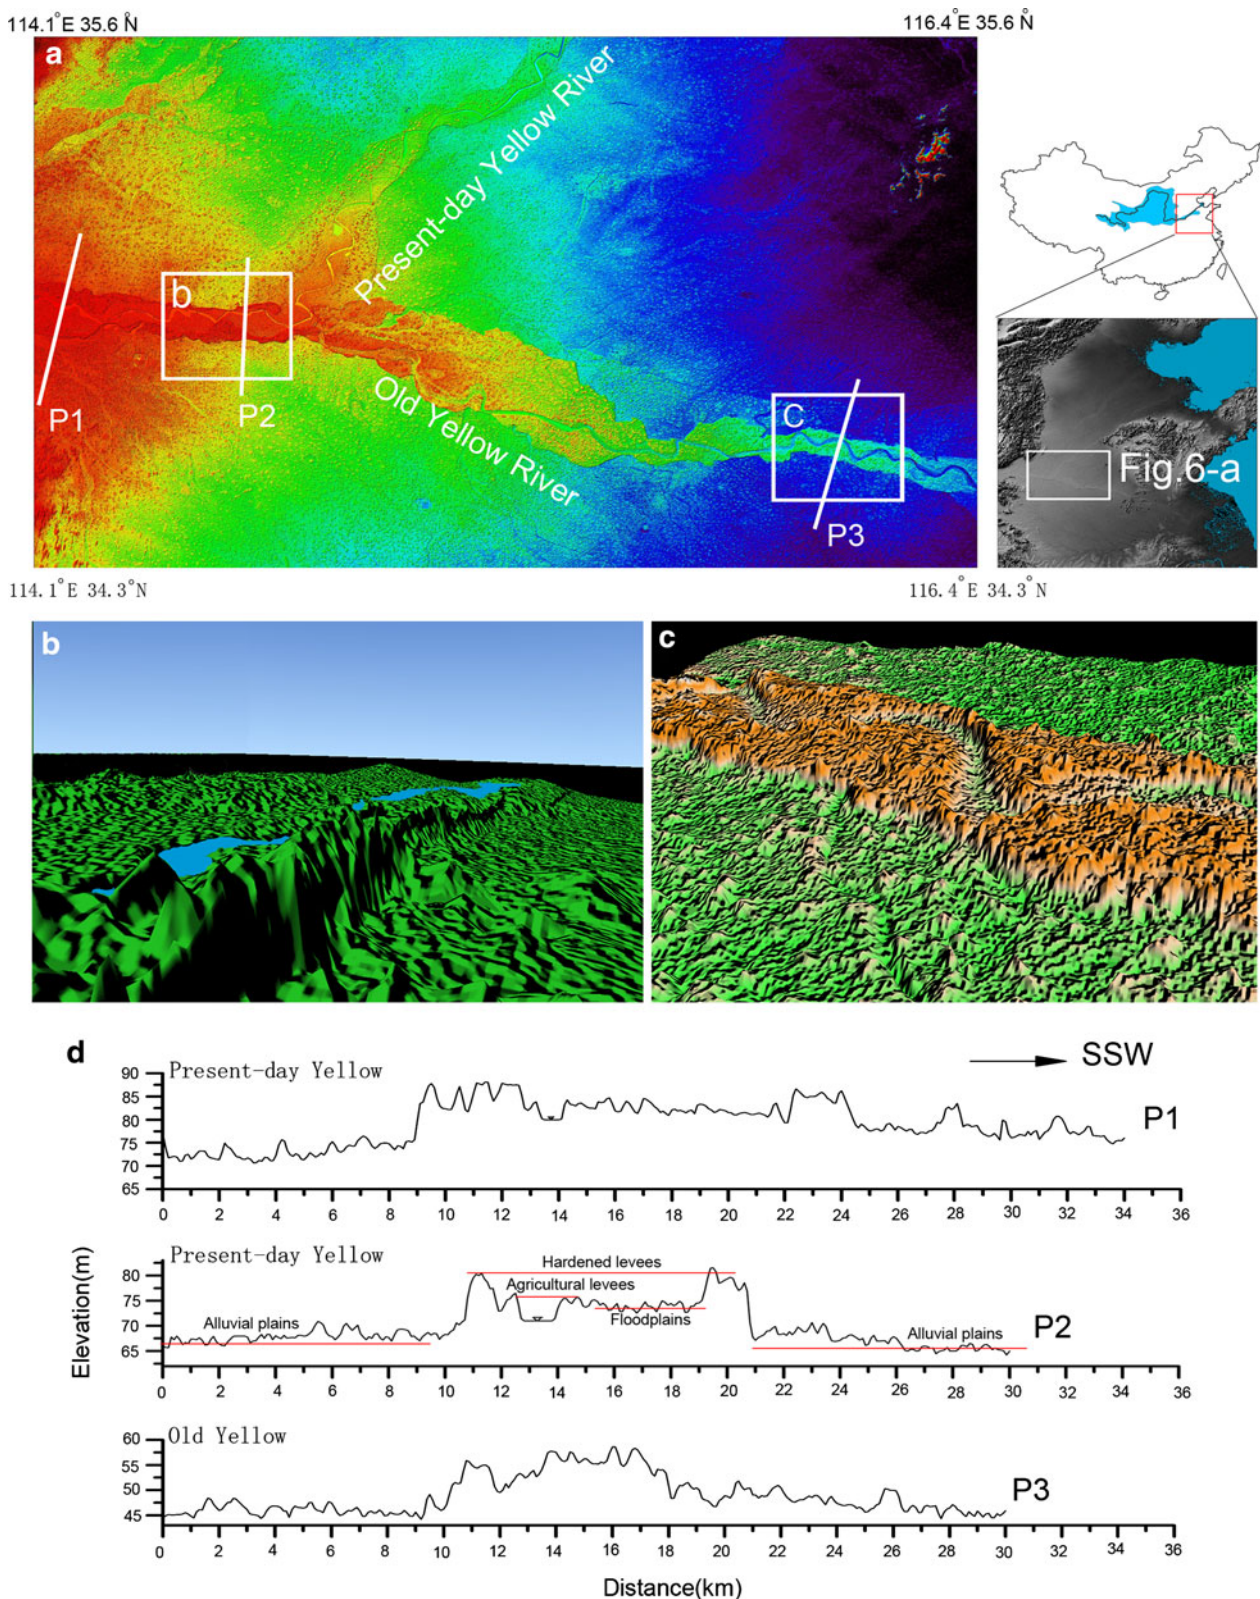 114.1°E 35.6°N
116.4°E 35.6°N
a
Present-day Yellow River
b
P1
P2
Old Yellow River
C
P3
Fig.6-a
114.1°E 34.3°N
116.4°E 34.3°N
b
c
d
SSW
Present-day Yellow
90
85
80
75
70
65
P1
0 2 4 6 8 10 12 14 16 18 20 22 24 26 28 30 32 34 36
Present-day Yellow
Hardened levees
80
Agricultural levees
75
Alluvial plains
Floodplains
70
Alluvial plains
65
P2
0 2 4 6 8 10 12 14 16 18 20 22 24 26 28 30 32 34 36
Elevation(m)
Old Yellow
60
55
50
45
P3
0 2 4 6 8 10 12 14 16 18 20 22 24 26 28 30 32 34 36
Distance(km)